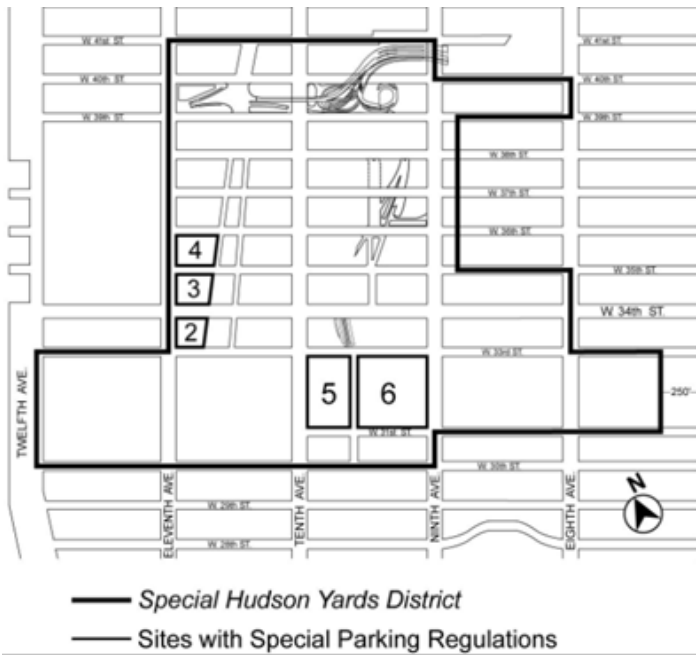 W. 41st ST.
W. 41st ST.
W. 40th ST.
W. 40th ST.
W. 39th ST.
W. 39th ST.
W. 38th ST.
W. 37th ST.
W. 36th ST.
4
W. 35th ST.
3
W. 34th ST.
2
W. 33rd ST.
5
6
250'
TWELFTH AVE.
W. 31st ST.
W. 30th ST.
ELEVENTH AVE.
TENTH AVE.
NINTH AVE.
EIGHTH AVE.
N
W. 29th ST.
W. 28th ST.
Special Hudson Yards District
Sites with Special Parking Regulations